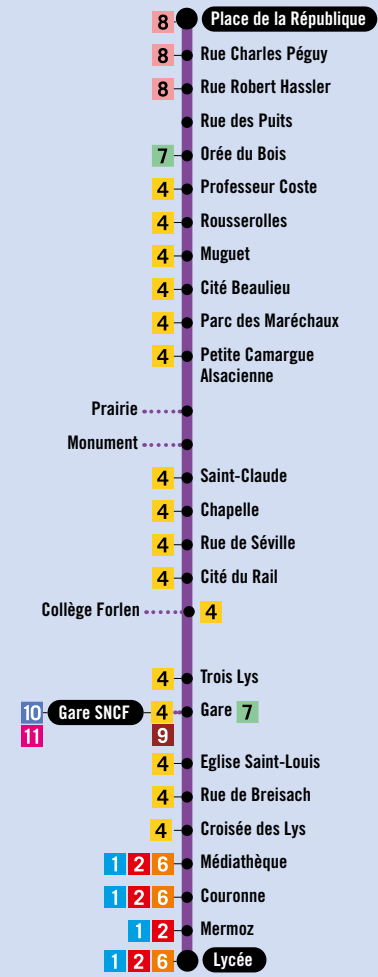 8 Place de la République
8 Rue Charles Péguy
8 Rue Robert Hassler
Rue des Puits
7 Orée du Bois
4 Professeur Coste
4 Rousserolles
4 Muguet
4 Cité Beaulieu
4 Parc des Maréchaux
4 Petite Camargue
Alsacienne
Prairie
Monument
4 Saint-Claude
4 Chapelle
4 Rue de Séville
4 Cité du Rail
Collège Forlen 4
4 Trois Lys
10 Gare SNCF 4 Gare 7
11 9
4 Eglise Saint-Louis
4 Rue de Breisach
4 Croisée des Lys
1 2 6 Médiathèque
1 2 6 Couronne
1 2 Mermoz
1 2 6 Lycée